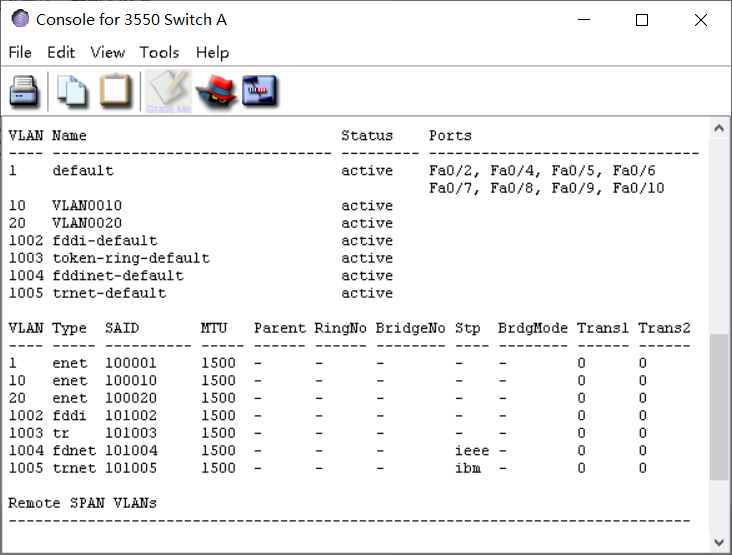 Console for 3550 Switch A
File Edit View Tools Help
Grade Me
VLAN Name                             Status    Ports
---- -------------------------------- --------- -------------------------------
1    default                          active    Fa0/2, Fa0/4, Fa0/5, Fa0/6
                                                Fa0/7, Fa0/8, Fa0/9, Fa0/10
10   VLAN0010                         active
20   VLAN0020                         active
1002 fddi-default                     active
1003 token-ring-default               active
1004 fddinet-default                  active
1005 trnet-default                    active
VLAN Type  SAID       MTU   Parent RingNo BridgeNo Stp  BrdgMode Trans1 Trans2
---- ----- ---------- ----- ------ ------ -------- ---- -------- ------ ------
1    enet  100001     1500  -      -      -        -    -        0      0
10   enet  100010     1500  -      -      -        -    -        0      0
20   enet  100020     1500  -      -      -        -    -        0      0
1002 fddi  101002     1500  -      -      -        -    -        0      0
1003 tr    101003     1500  -      -      -        -    -        0      0
1004 fdnet 101004     1500  -      -      -        ieee -        0      0
1005 trnet 101005     1500  -      -      -        ibm  -        0      0
Remote SPAN VLANs
------------------------------------------------------------------------------